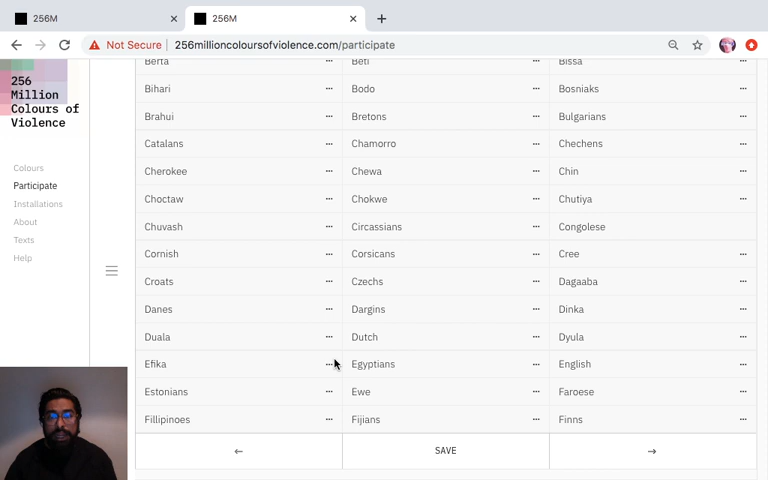 256M
256M
Not Secure | 256millioncoloursofviolence.com/participate
256
Million
Colours of
Violence
Colours
Participate
Installations
About
Texts
Help
Berta Beti Bissa
Bihari ··· Bodo ··· Bosniaks ···
Brahui ··· Bretons ··· Bulgarians ···
Catalans ··· Chamorro ··· Chechens ···
Cherokee ··· Chewa ··· Chin ···
Choctaw ··· Chokwe ··· Chutiya ···
Chuvash ··· Circassians ··· Congolese
Cornish ··· Corsicans ··· Cree ···
Croats ··· Czechs ··· Dagaaba ···
Danes ··· Dargins ··· Dinka ···
Duala ··· Dutch ··· Dyula ···
Efika ··· Egyptians ··· English ···
Estonians ··· Ewe ··· Faroese ···
Fillipinoes ··· Fijians ··· Finns ···
← SAVE →